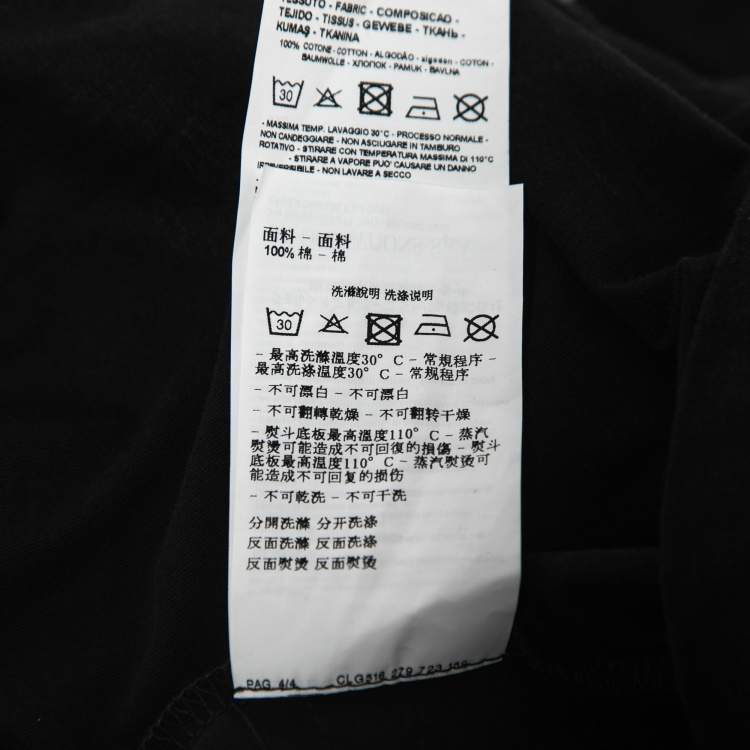 TESSUTO - FABRIC - COMPOSICAO -
TEJIDO - TISSUS - GEWEBE - ТКАНЬ -
KUMAS - TKANINA
100% COTONE - COTTON - ALGODÃO - algodon - COTON -
BAUMWOLLE - ХЛОПОК - PAMUK - BAVLNA
30
- MASSIMA TEMP. LAVAGGIO 30°C - PROCESSO NORMALE -
NON CANDEGGIARE - NON ASCIUGARE IN TAMBURO
ROTATIVO - STIRARE CON TEMPERATURA MASSIMA DI 110°C
- STIRARE A VAPORE PUO' CAUSARE UN DANNO
IRREVERSIBILE - NON LAVARE A SECCO
面料 - 面料
100% 棉 - 棉
洗滌說明 洗涤说明
30
- 最高洗滌溫度30° C - 常規程序 -
最高洗涤温度30° C - 常规程序
- 不可漂白 - 不可漂白
- 不可翻轉乾燥 - 不可翻转干燥
- 熨斗底板最高溫度110° C - 蒸汽
熨燙可能造成不可回復的損傷 - 熨斗
底板最高温度110° C - 蒸汽熨烫可
能造成不可回复的损伤
- 不可乾洗 - 不可干洗
分開洗滌 分开洗涤
反面洗滌 反面洗涤
反面熨燙 反面熨烫
PAG 4/4 CLG516 279 723